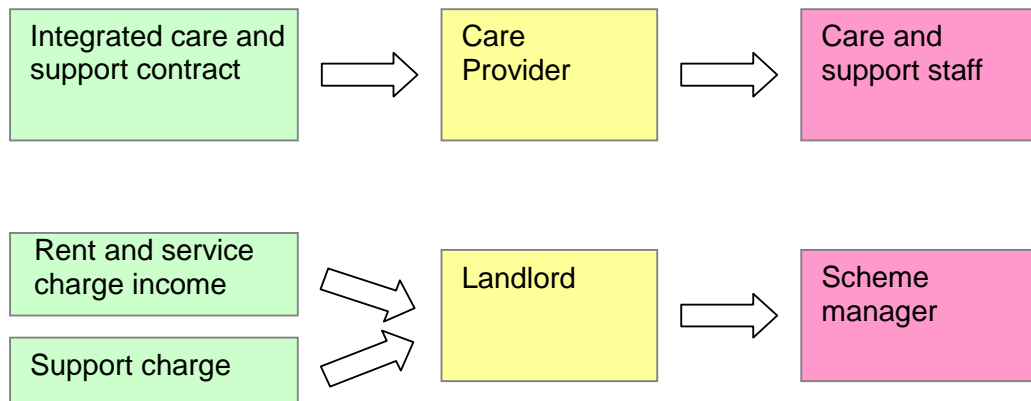 Integrated care and
support contract
Care
Provider
Care and
support staff
Rent and service
charge income
Landlord
Scheme
manager
Support charge